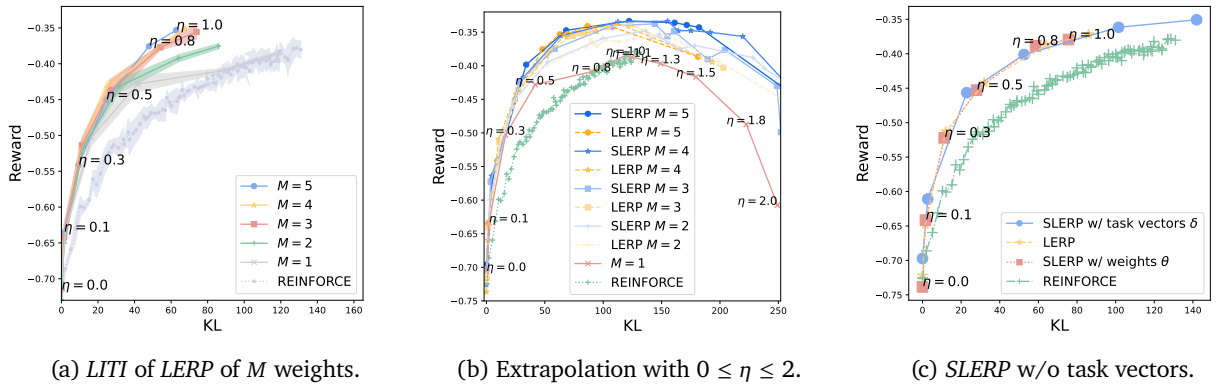 −0.35
−0.40
−0.45
−0.50
−0.55
−0.60
−0.65
−0.70
Reward
η = 1.0
η = 0.8
η = 0.5
η = 0.3
η = 0.1
η = 0.0
M = 5
M = 4
M = 3
M = 2
M = 1
REINFORCE
0 20 40 60 80 100 120 140 160
KL
(a) LITI of LERP of M weights.
−0.35
−0.40
−0.45
−0.50
−0.55
−0.60
−0.65
−0.70
−0.75
Reward
η = 1.0
η = 1.1
η = 1.3
η = 0.8
η = 1.5
η = 0.5
η = 1.8
η = 0.3
η = 2.0
η = 0.1
η = 0.0
SLERP M = 5
LERP M = 5
SLERP M = 4
LERP M = 4
SLERP M = 3
LERP M = 3
SLERP M = 2
LERP M = 2
M = 1
REINFORCE
0 50 100 150 200 250
KL
(b) Extrapolation with 0 ≤ η ≤ 2.
−0.35
−0.40
−0.45
−0.50
−0.55
−0.60
−0.65
−0.70
−0.75
Reward
η = 1.0
η = 0.8
η = 0.5
η = 0.3
η = 0.1
η = 0.0
SLERP w/ task vectors δ
LERP
SLERP w/ weights θ
REINFORCE
0 20 40 60 80 100 120 140
KL
(c) SLERP w/o task vectors.